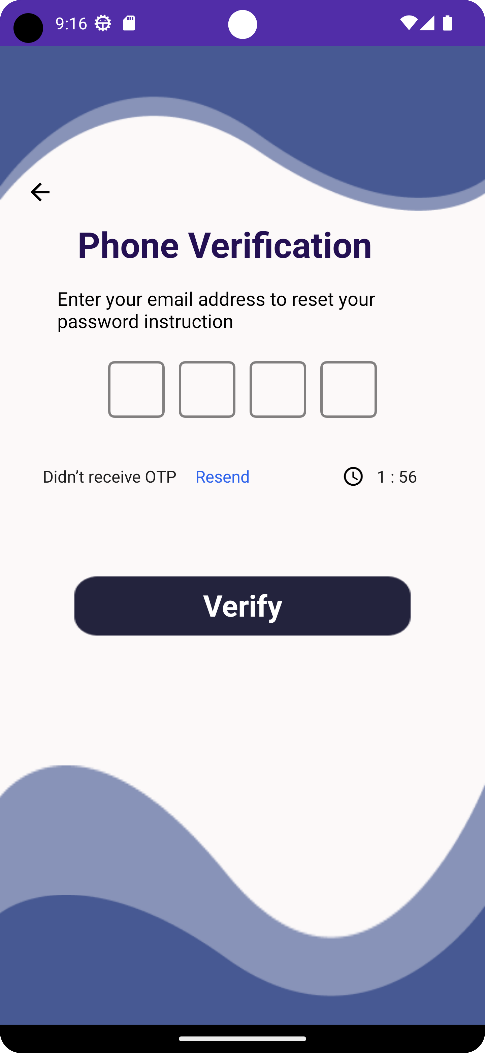 9:16
Phone Verification
Enter your email address to reset your
password instruction
Didn’t receive OTP Resend 1 : 56
Verify